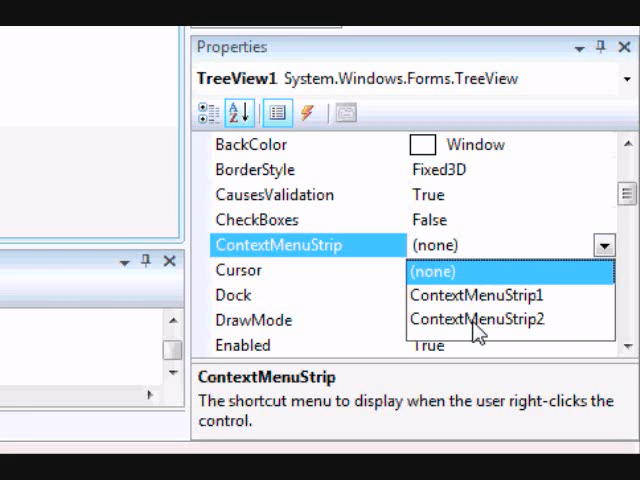 Properties
TreeView1 System.Windows.Forms.TreeView
BackColor Window
BorderStyle Fixed3D
CausesValidation True
CheckBoxes False
ContextMenuStrip (none)
Cursor (none)
Dock ContextMenuStrip1
DrawMode ContextMenuStrip2
Enabled True
ContextMenuStrip
The shortcut menu to display when the user right-clicks the
control.